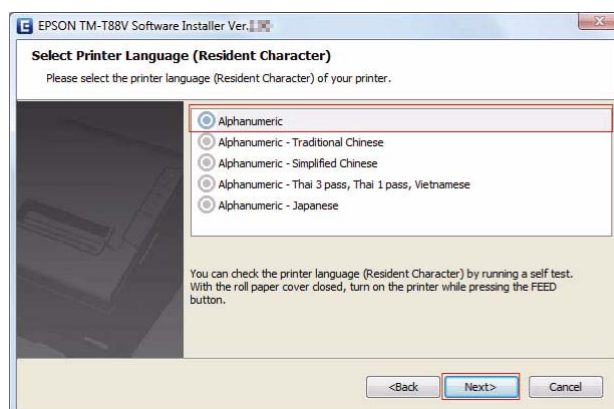 EPSON TM-T88V Software Installer Ver.
Select Printer Language (Resident Character)
Please select the printer language (Resident Character) of your printer.
Alphanumeric
Alphanumeric - Traditional Chinese
Alphanumeric - Simplified Chinese
Alphanumeric - Thai 3 pass, Thai 1 pass, Vietnamese
Alphanumeric - Japanese
You can check the printer language (Resident Character) by running a self test.
With the roll paper cover closed, turn on the printer while pressing the FEED
button.
<Back Next> Cancel